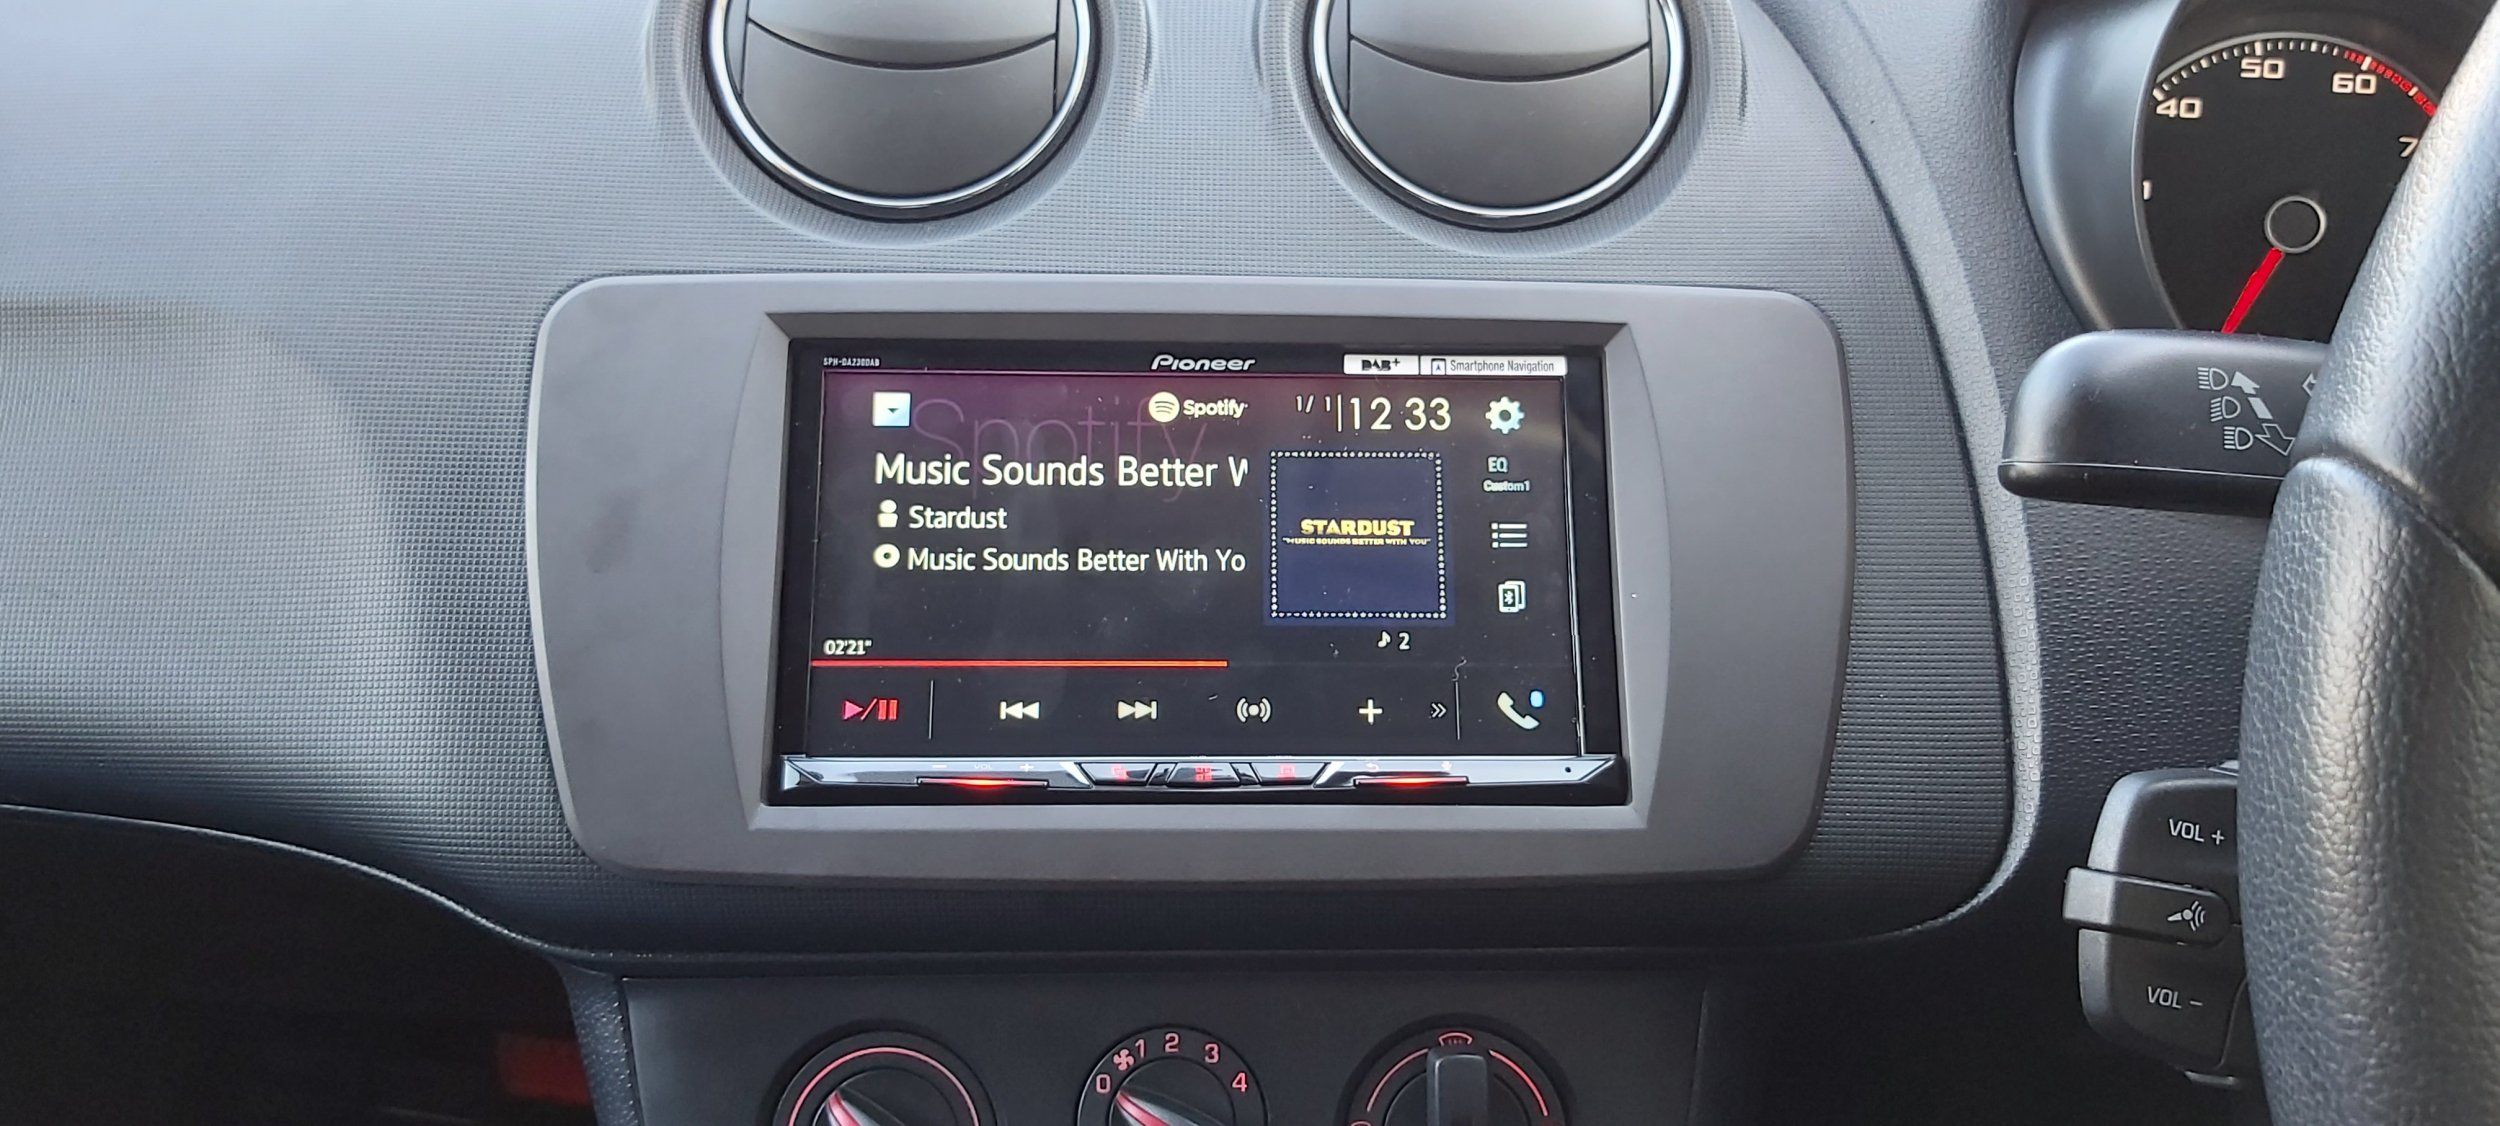 40 50 60 7
SPH-DA230DAB
Pioneer
DAB+
Smartphone Navigation
Spotify
Spotify
1/ 1
12 33
Music Sounds Better W
Stardust
Music Sounds Better With Yo
STARDUST
"MUSIC SOUNDS BETTER WITH YOU"
EQ
Custom1
2
02'21"
− VOL +
VOL +
VOL −
0 1 2 3 4